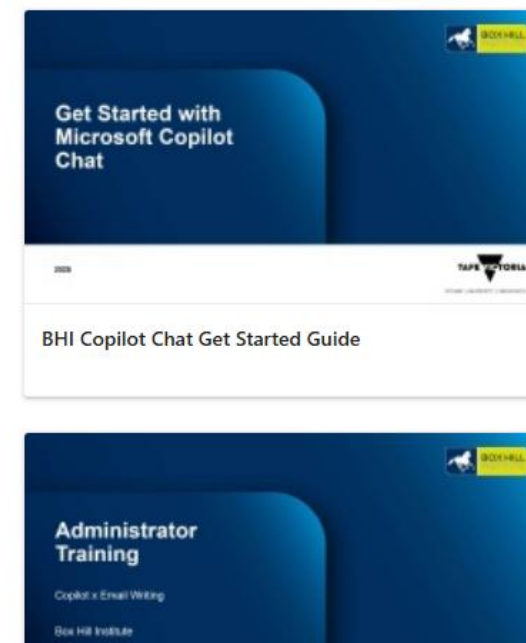 BOX HILL
Get Started with
Microsoft Copilot
Chat
TAFE VICTORIA
BHI Copilot Chat Get Started Guide
BOX HILL
Administrator
Training
Copilot x Email Writing
Box Hill Institute